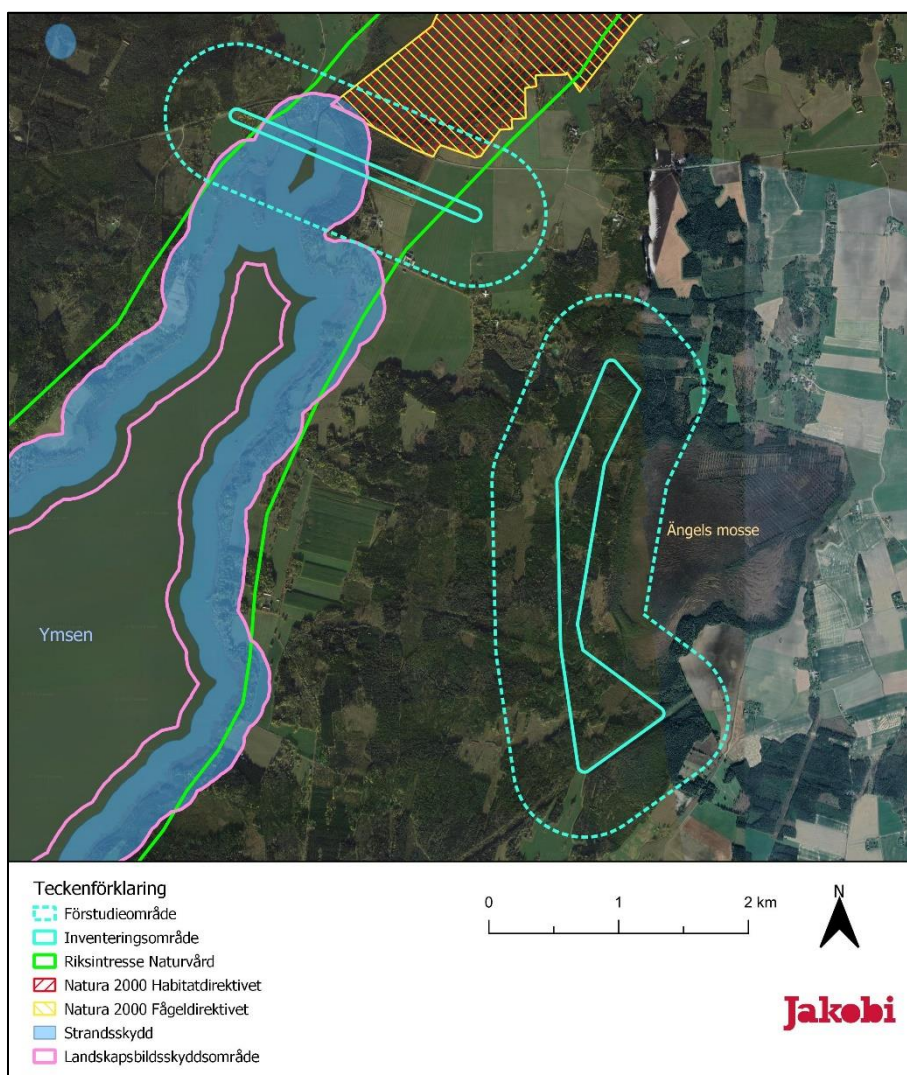 Ängels mosse
Ymsen
Teckenförklaring
Förstudieområde
Inventeringsområde
Riksintresse Naturvård
Natura 2000 Habitatdirektivet
Natura 2000 Fågeldirektivet
Strandsskydd
Landskapsbildsskyddsområde
0 1 2 km
N
Jakobi